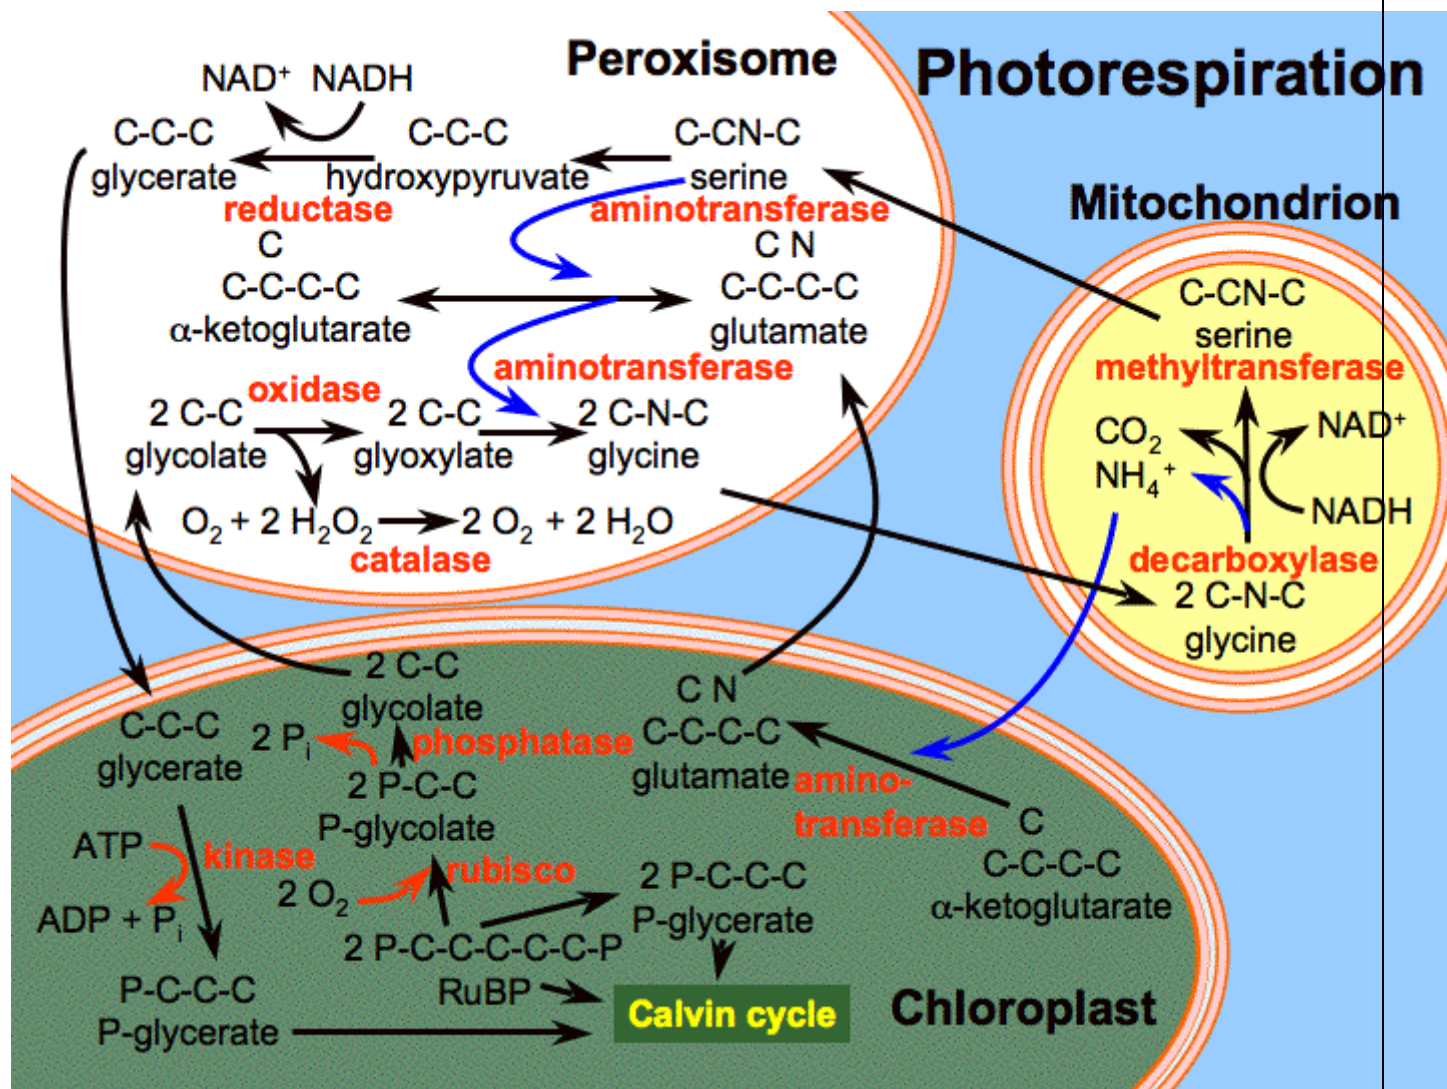 Photorespiration
Peroxisome
NAD⁺ NADH
C-C-C
glycerate
reductase
C-C-C
hydroxypyruvate
C-CN-C
serine
aminotransferase
C
C-C-C-C
α-ketoglutarate
C N
C-C-C-C
glutamate
aminotransferase
oxidase
2 C-C
glycolate
2 C-C
glyoxylate
2 C-N-C
glycine
O₂ + 2 H₂O₂
2 O₂ + 2 H₂O
catalase
Mitochondrion
C-CN-C
serine
methyltransferase
CO₂
NH₄⁺
NAD⁺
NADH
decarboxylase
2 C-N-C
glycine
2 C-C
glycolate
C-C-C
glycerate
2 Pᵢ
phosphatase
2 P-C-C
P-glycolate
C N
C-C-C-C
glutamate
amino-
transferase
C
C-C-C-C
α-ketoglutarate
ATP
kinase
ADP + Pᵢ
2 O₂
rubisco
2 P-C-C-C
P-glycerate
2 P-C-C-C-C-C-P
RuBP
P-C-C-C
P-glycerate
Calvin cycle
Chloroplast